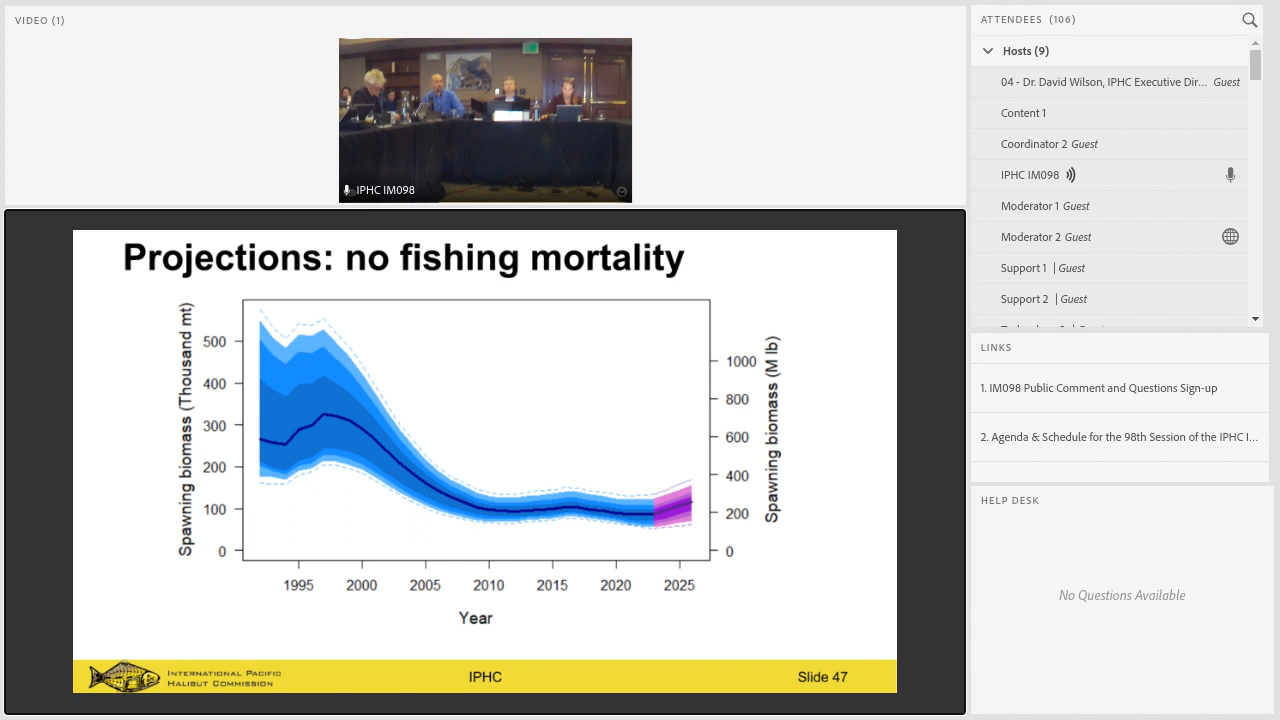 VIDEO (1)
IPHC IM098
Projections: no fishing mortality
Spawning biomass (Thousand mt)
500
400
300
200
100
0
1000
800
600
400
200
0
Spawning biomass (M lb)
1995 2000 2005 2010 2015 2020 2025
Year
INTERNATIONAL PACIFIC
HALIBUT COMMISSION
IPHC
Slide 47
ATTENDEES (106)
Hosts (9)
04 - Dr. David Wilson, IPHC Executive Dir... Guest
Content 1
Coordinator 2 Guest
IPHC IM098
Moderator 1 Guest
Moderator 2 Guest
Support 1 | Guest
Support 2 | Guest
LINKS
1. IM098 Public Comment and Questions Sign-up
2. Agenda & Schedule for the 98th Session of the IPHC I...
HELP DESK
No Questions Available